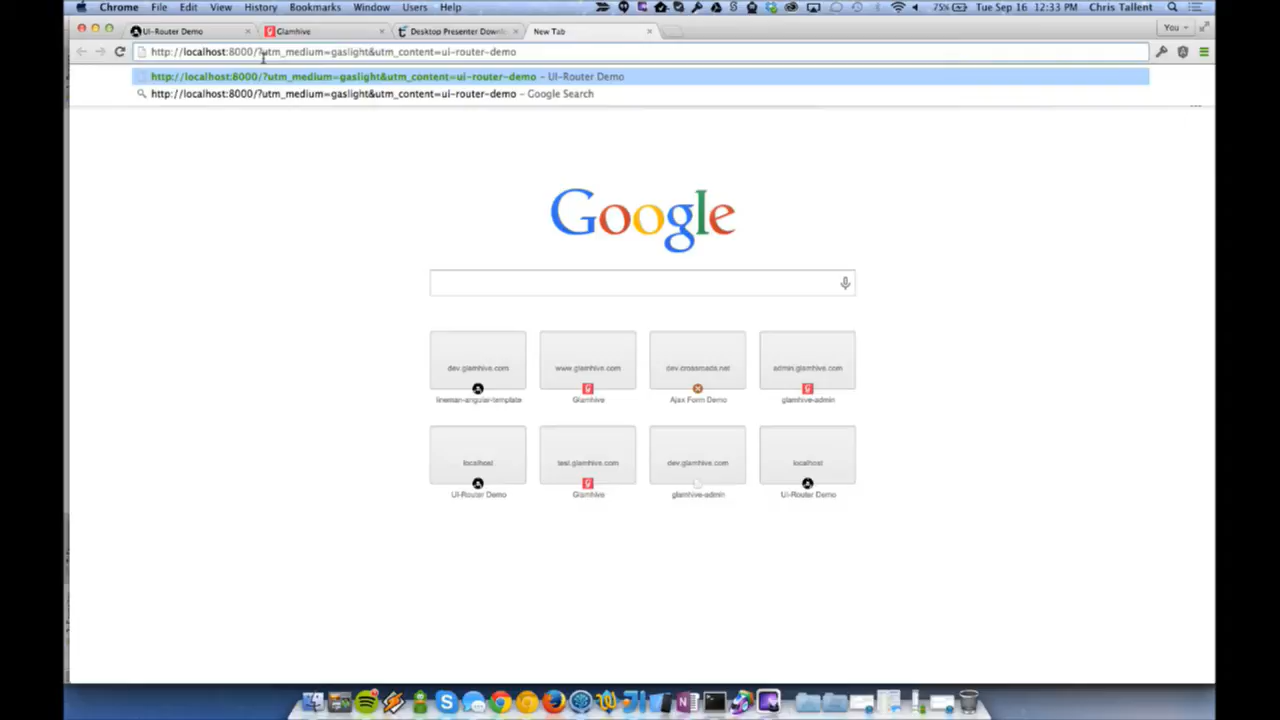 Chrome File Edit View History Bookmarks Window Users Help 75% Tue Sep 16 12:33 PM Chris Tallent
UI-Router Demo Glamhive Desktop Presenter Downl New Tab You
http://localhost:8000/?utm_medium=gaslight&utm_content=ui-router-demo
http://localhost:8000/?utm_medium=gaslight&utm_content=ui-router-demo – UI-Router Demo
http://localhost:8000/?utm_medium=gaslight&utm_content=ui-router-demo – Google Search
Google
dev.glamhive.com www.glamhive.com dev.crossroads.net admin.glamhive.com
lineman-angular-template Glamhive Ajax Form Demo glamhive-admin
localhost test.glamhive.com dev.glamhive.com localhost
UI-Router Demo Glamhive glamhive-admin UI-Router Demo